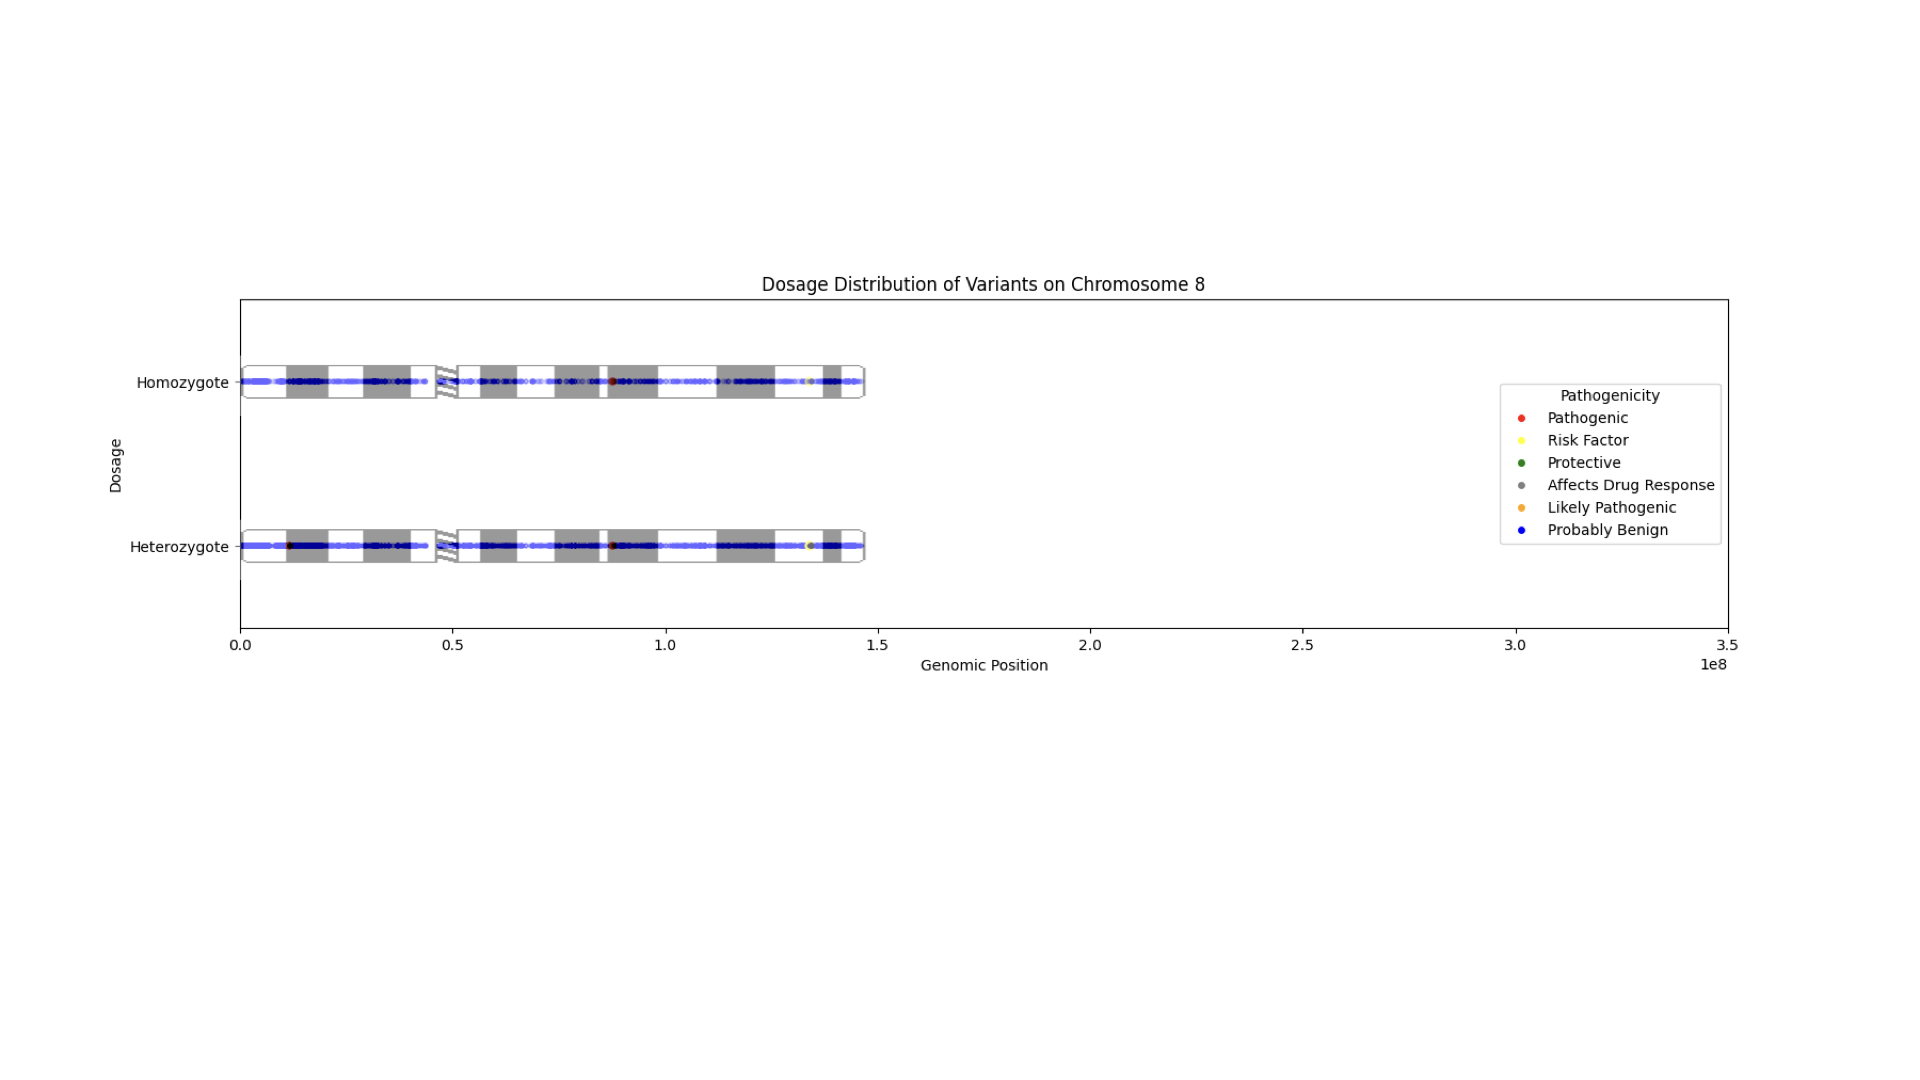 Dosage Distribution of Variants on Chromosome 8
Homozygote
Heterozygote
Dosage
Pathogenicity
Pathogenic
Risk Factor
Protective
Affects Drug Response
Likely Pathogenic
Probably Benign
0.0 0.5 1.0 1.5 2.0 2.5 3.0 3.5
1e8
Genomic Position